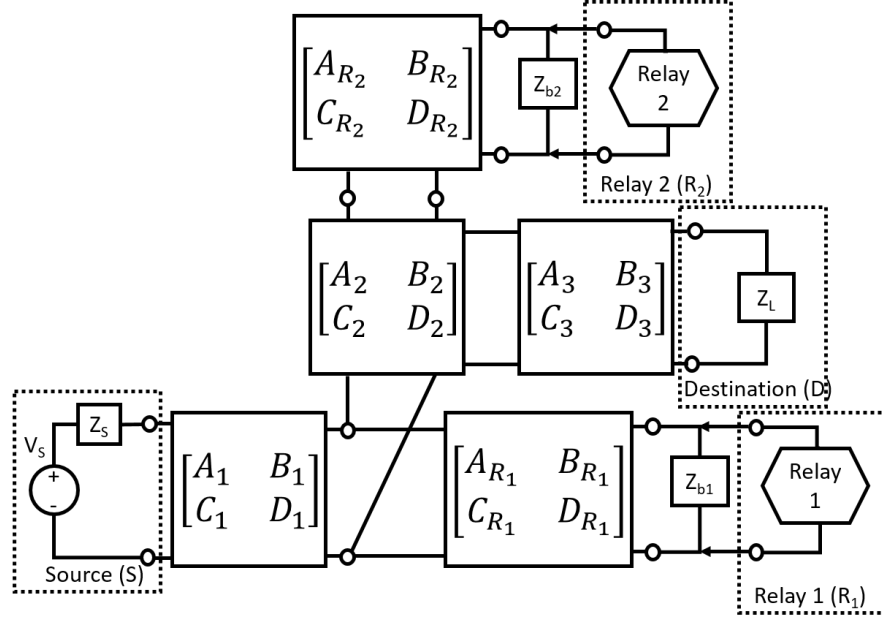 [A_{R_2} B_{R_2}
C_{R_2} D_{R_2}]
Z_{b2}
Relay
2
Relay 2 (R_2)
[A_2 B_2
C_2 D_2]
[A_3 B_3
C_3 D_3]
Z_L
Destination (D)
V_S
Z_S
+
-
Source (S)
[A_1 B_1
C_1 D_1]
[A_{R_1} B_{R_1}
C_{R_1} D_{R_1}]
Z_{b1}
Relay
1
Relay 1 (R_1)